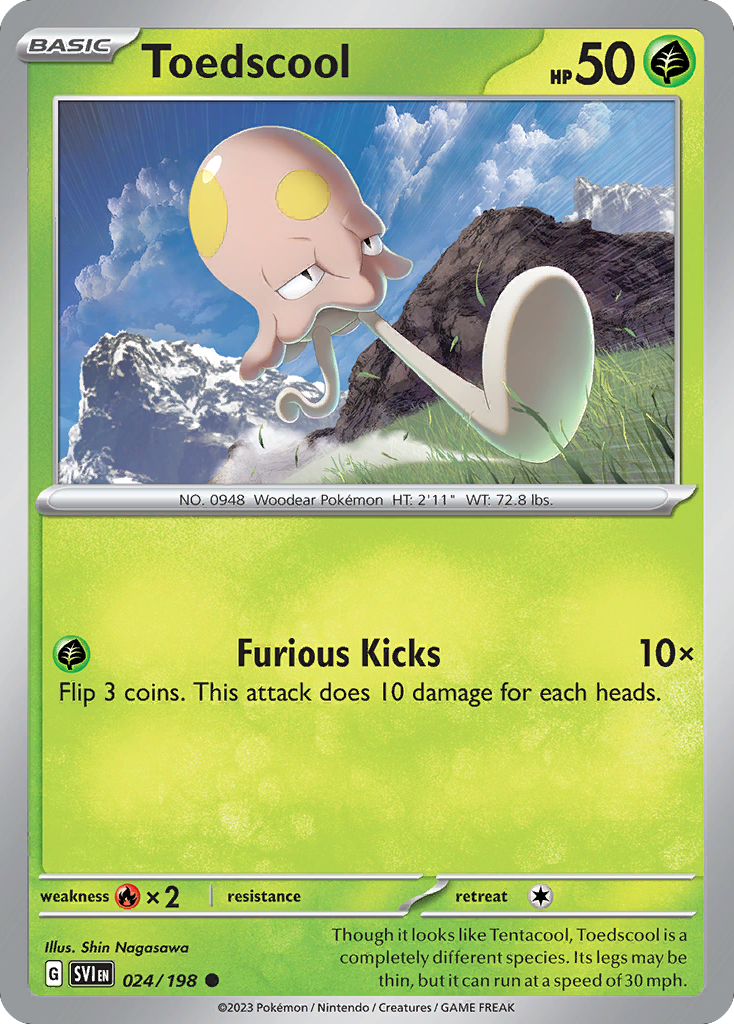 BASIC
Toedscool
HP 50
NO. 0948 Woodear Pokémon HT: 2'11" WT: 72.8 lbs.
Furious Kicks 10×
Flip 3 coins. This attack does 10 damage for each heads.
weakness × 2 resistance retreat
Illus. Shin Nagasawa
G SVI EN 024/198
Though it looks like Tentacool, Toedscool is a
completely different species. Its legs may be
thin, but it can run at a speed of 30 mph.
©2023 Pokémon / Nintendo / Creatures / GAME FREAK